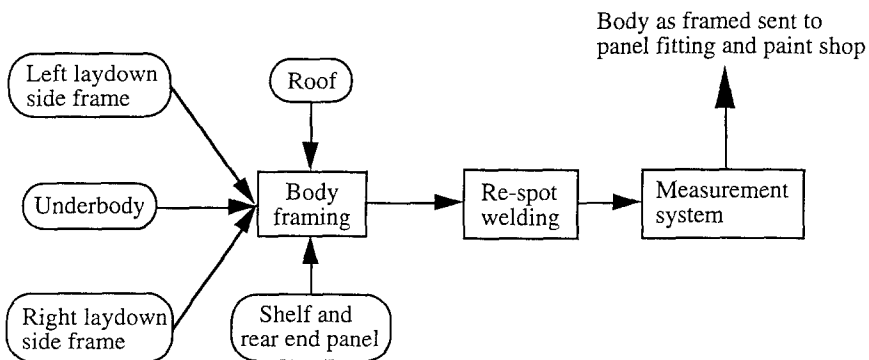 Body as framed sent to
panel fitting and paint shop
Left laydown
side frame
Roof
Underbody
Body
framing
Re-spot
welding
Measurement
system
Right laydown
side frame
Shelf and
rear end panel